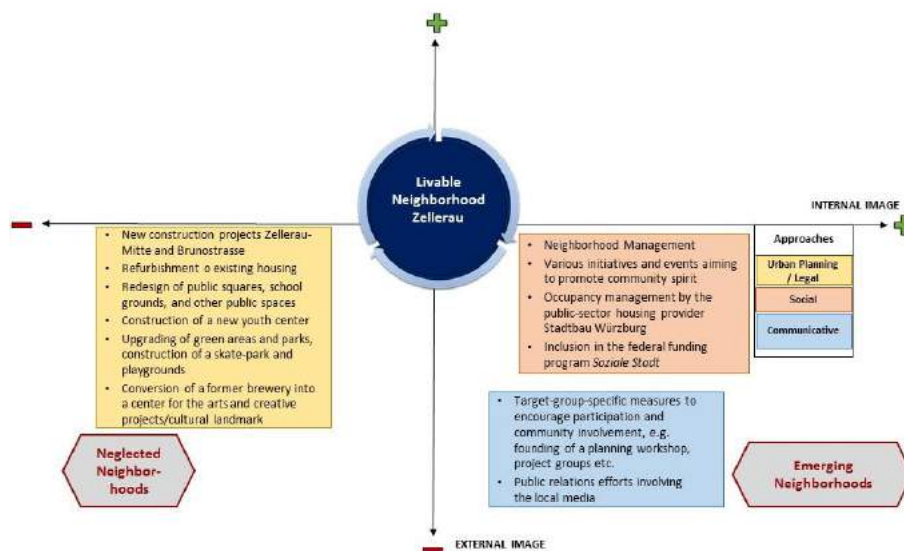 Livable
Neighborhood
Zellerau
INTERNAL IMAGE
• New construction projects Zellerau-
Mitte and Brunostrasse
• Refurbishment o existing housing
• Redesign of public squares, school
grounds, and other public spaces
• Construction of a new youth center
• Upgrading of green areas and parks,
construction of a skate-park and
playgrounds
• Conversion of a former brewery into
a center for the arts and creative
projects/cultural landmark
• Neighborhood Management
• Various initiatives and events aiming
to promote community spirit
• Occupancy management by the
public-sector housing provider
Stadtbau Würzburg
• Inclusion in the federal funding
program Soziale Stadt
Approaches
Urban Planning
/ Legal
Social
Communicative
• Target-group-specific measures to
encourage participation and
community involvement, e.g.
founding of a planning workshop,
project groups etc.
• Public relations efforts involving
the local media
Neglected
Neighbor-
hoods
Emerging
Neighborhoods
EXTERNAL IMAGE